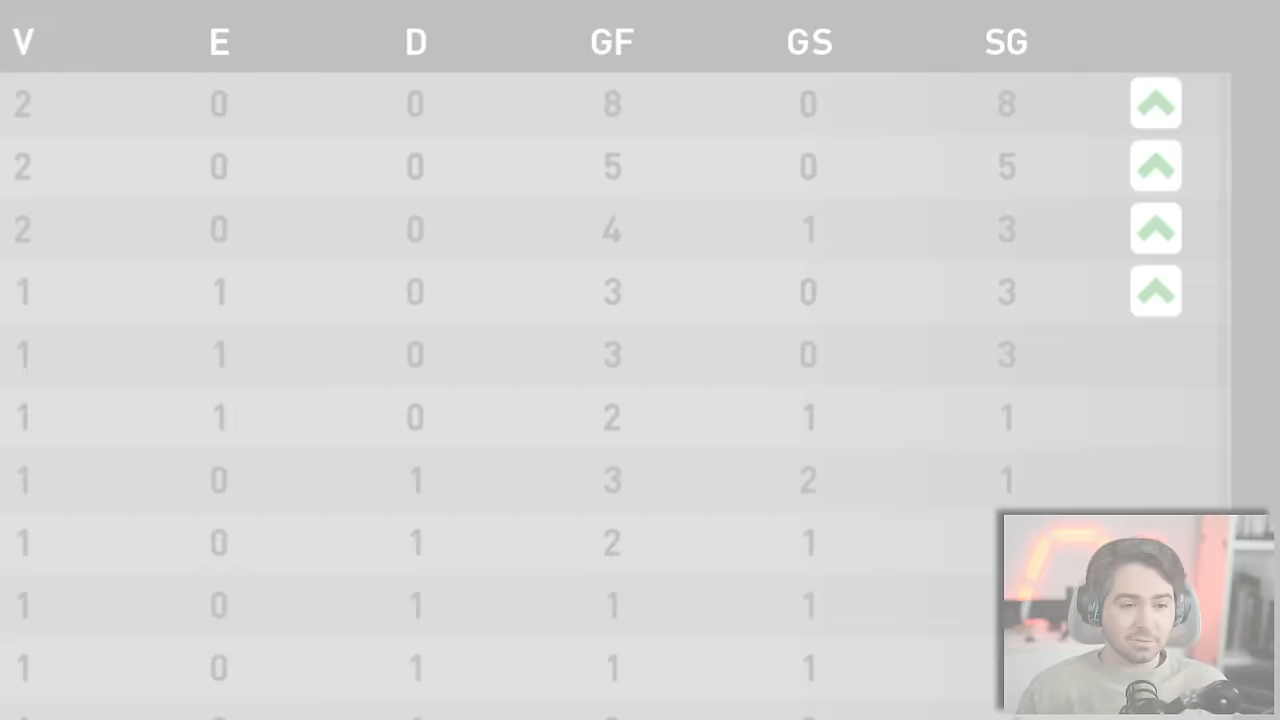 V E D GF GS SG
2 0 0 8 0 8
2 0 0 5 0 5
2 0 0 4 1 3
1 1 0 3 0 3
1 1 0 3 0 3
1 1 0 2 1 1
1 0 1 3 2 1
1 0 1 2 1
1 0 1 1 1
1 0 1 1 1